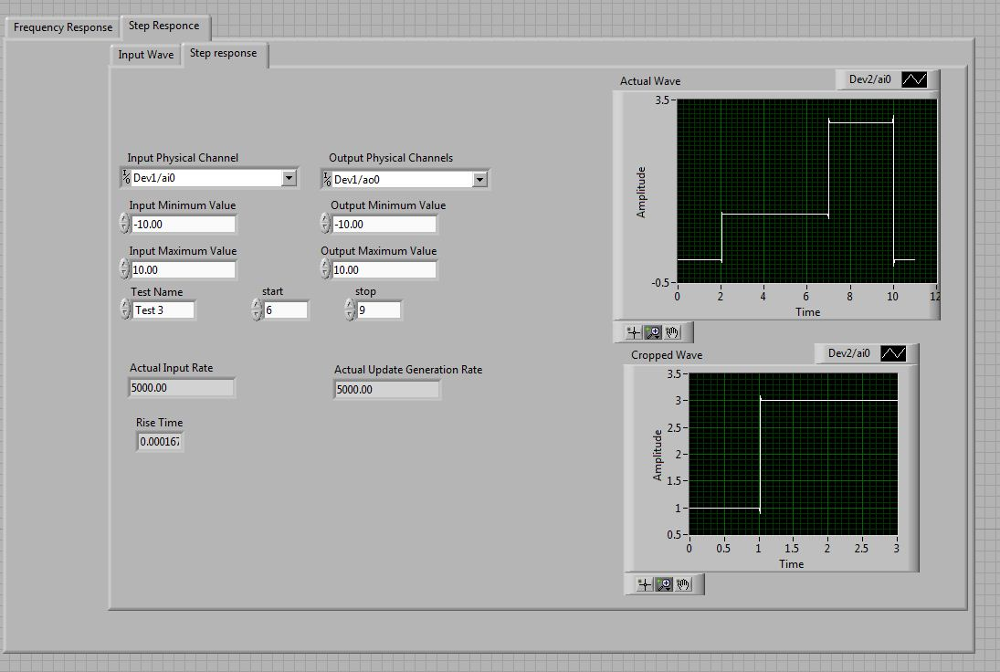 Frequency Response
Step Responce
Input Wave
Step response
Input Physical Channel
Dev1/ai0
Output Physical Channels
Dev1/ao0
Input Minimum Value
-10.00
Output Minimum Value
-10.00
Input Maximum Value
10.00
Output Maximum Value
10.00
Test Name
Test 3
start
6
stop
9
Actual Input Rate
5000.00
Actual Update Generation Rate
5000.00
Rise Time
0.000167
Actual Wave
Dev2/ai0
3.5
Amplitude
-0.5
0 2 4 6 8 10 12
Time
Cropped Wave
Dev2/ai0
3.5
3
2.5
2
Amplitude
1.5
1
0.5
0 0.5 1 1.5 2 2.5 3
Time